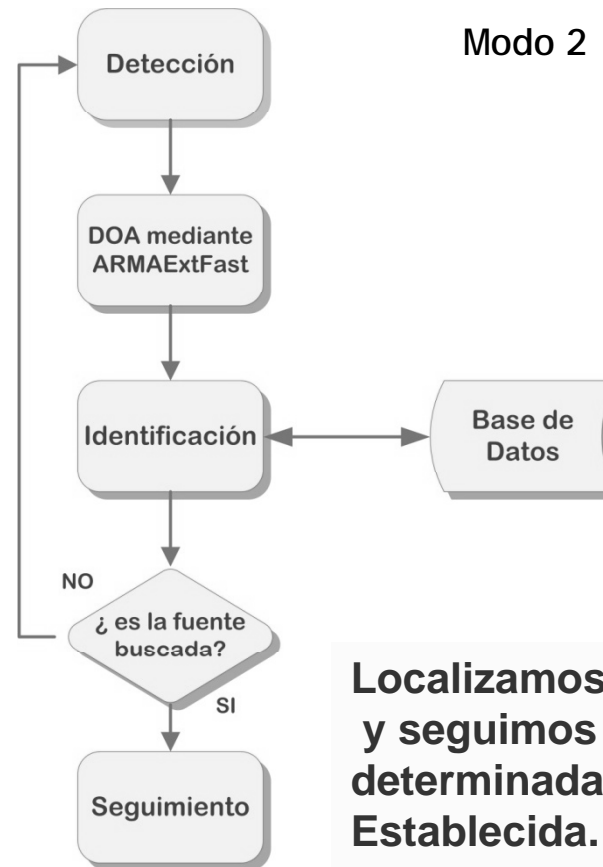 Modo 2
Detección
DOA mediante
ARMAExtFast
Identificación
Base de
Datos
NO
¿ es la fuente
buscada?
SI
Seguimiento
Localizamos
y seguimos
determinada
Establecida.